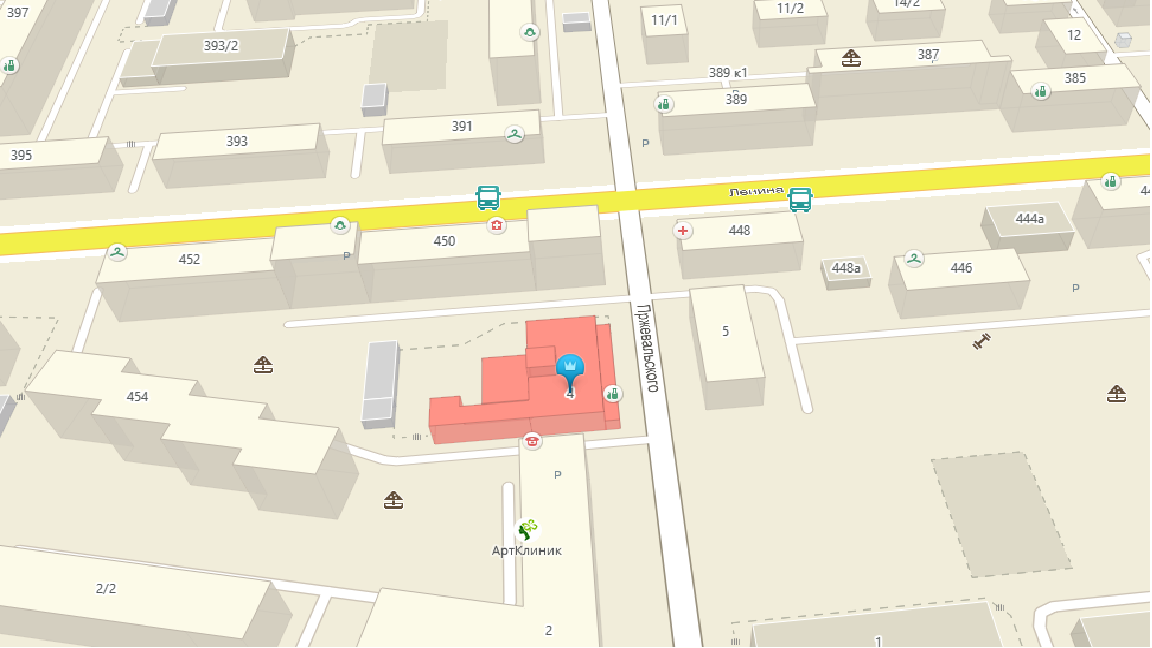 397
11/1
11/2
14/2
12
393/2
387
389 к1
385
389
391
393
395
Р
Ленина
444а
448
450
452
Р
448а
446
Р
5
Пржевальского
4
454
Р
АртКлиник
2/2
2
1